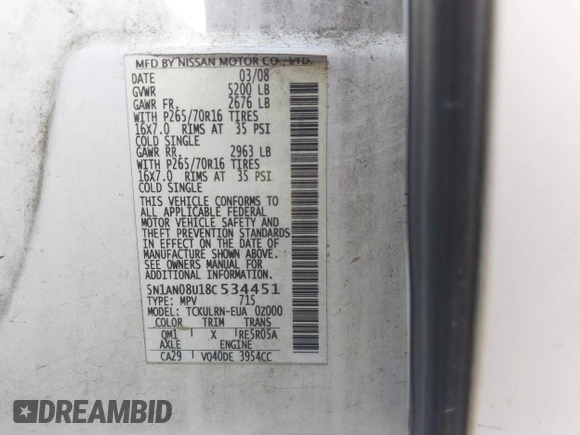 MFD BY NISSAN MOTOR CO., LTD.
DATE 03/08
GVWR 5200 LB
GAWR FR. 2676 LB
WITH P265/70R16 TIRES
16x7.0 RIMS AT 35 PSI
COLD SINGLE
GAWR RR. 2963 LB
WITH P265/70R16 TIRES
16x7.0 RIMS AT 35 PSI
COLD SINGLE
THIS VEHICLE CONFORMS TO
ALL APPLICABLE FEDERAL
MOTOR VEHICLE SAFETY AND
THEFT PREVENTION STANDARDS
IN EFFECT ON THE DATE OF
MANUFACTURE SHOWN ABOVE.
SEE OWNER'S MANUAL FOR
ADDITIONAL INFORMATION.
5N1AN08U18C534451
TYPE: MPV 715
MODEL: TCKULRN-EUA 0Z000
COLOR TRIM TRANS
QM1 X RE5R05A
AXLE ENGINE
CA29 VQ40DE 3954CC
DREAMBID